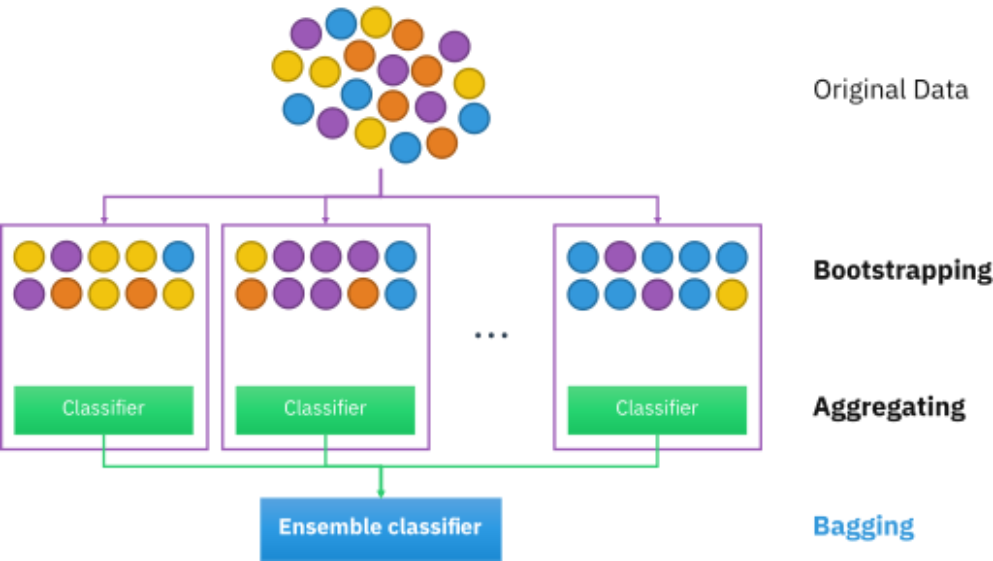 Original Data
Bootstrapping
...
Classifier
Classifier
Classifier
Aggregating
Ensemble classifier
Bagging